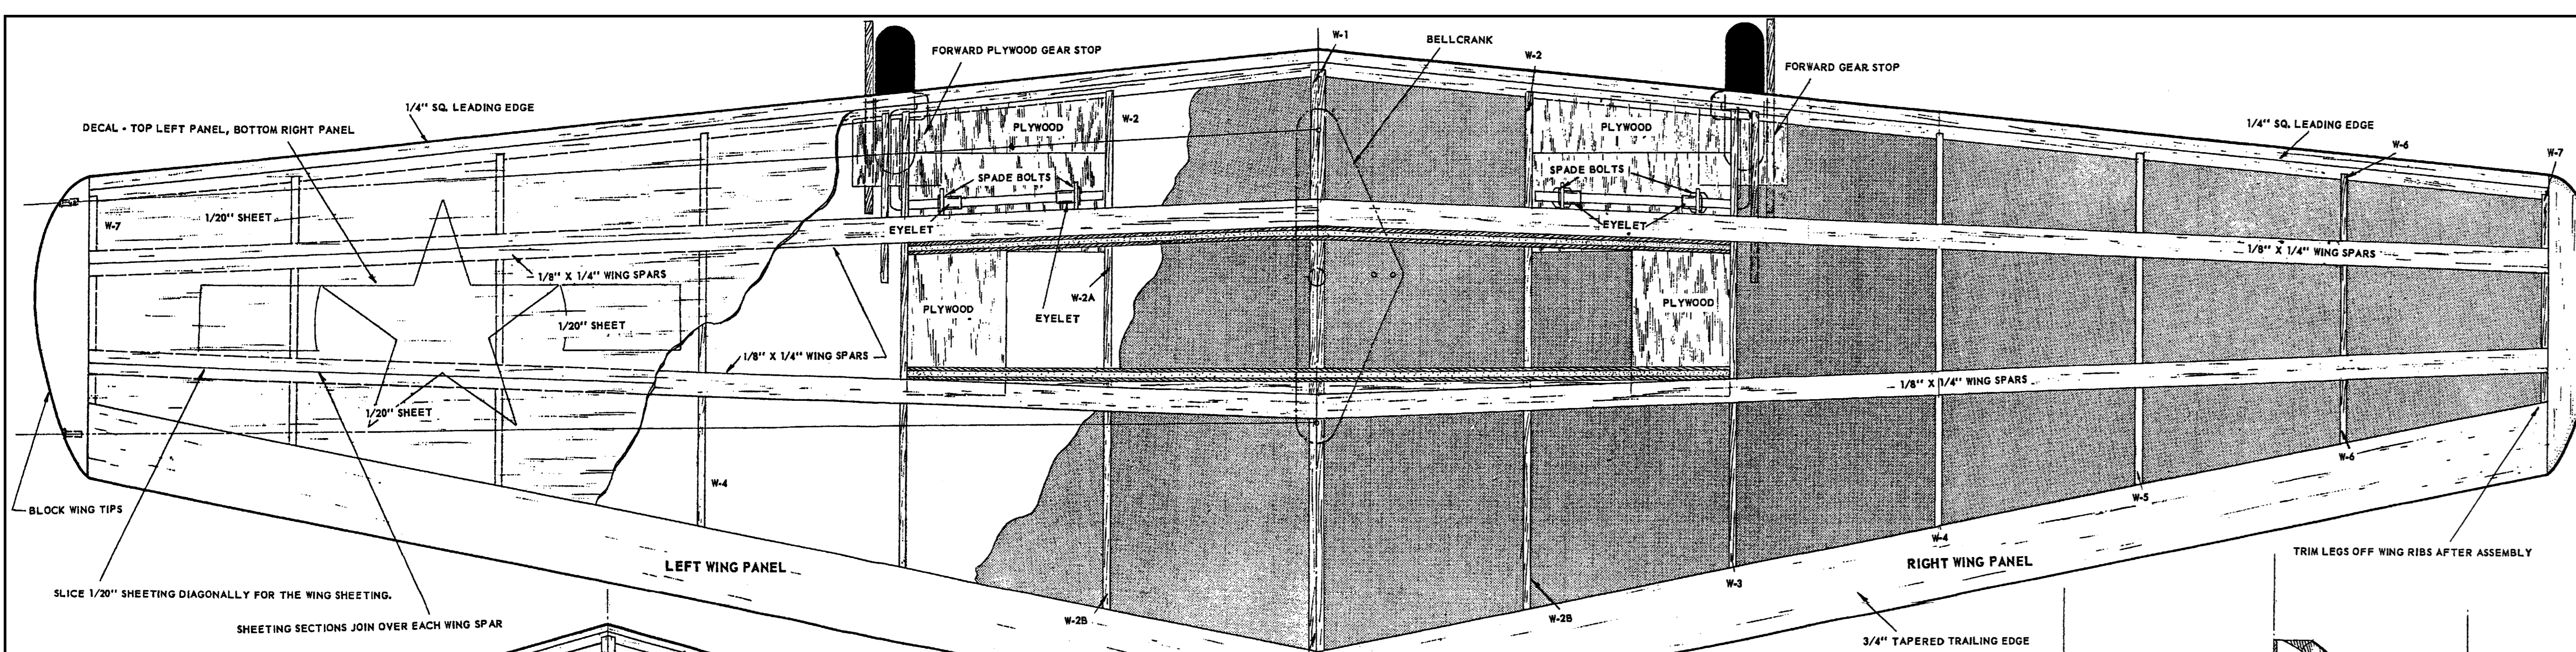 W-1
BELLCRANK
FORWARD PLYWOOD GEAR STOP
W-2
FORWARD GEAR STOP
1/4" SQ. LEADING EDGE
DECAL - TOP LEFT PANEL, BOTTOM RIGHT PANEL
PLYWOOD
W-2
PLYWOOD
1/4" SQ. LEADING EDGE
W-6
W-7
SPADE BOLTS
SPADE BOLTS
1/20" SHEET
W-7
EYELET
EYELET
1/8" X 1/4" WING SPARS
1/8" X 1/4" WING SPARS
W-2A
PLYWOOD
EYELET
PLYWOOD
1/20" SHEET
1/8" X 1/4" WING SPARS
1/8" X 1/4" WING SPARS
1/20" SHEET
W-6
W-4
W-5
BLOCK WING TIPS
W-4
TRIM LEGS OFF WING RIBS AFTER ASSEMBLY
LEFT WING PANEL
RIGHT WING PANEL
W-3
SLICE 1/20" SHEETING DIAGONALLY FOR THE WING SHEETING.
W-2B
W-2B
SHEETING SECTIONS JOIN OVER EACH WING SPAR
3/4" TAPERED TRAILING EDGE